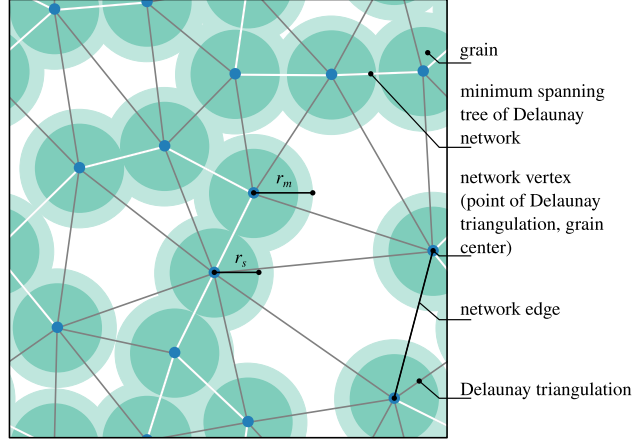 grain
minimum spanning
tree of Delaunay
network
network vertex
(point of Delaunay
triangulation, grain
center)
network edge
Delaunay triangulation
r_m
r_s